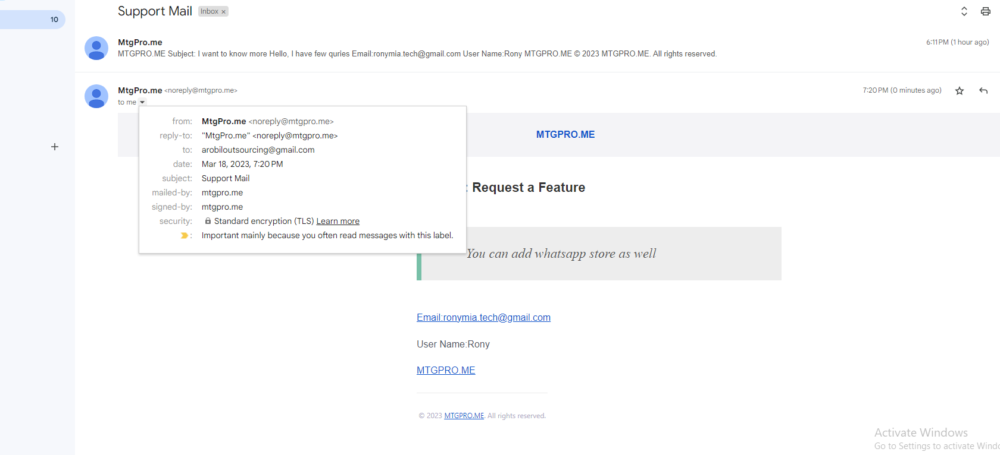 Support Mail Inbox ×
10
MtgPro.me
6:11 PM (1 hour ago)
MTGPRO.ME Subject: I want to know more Hello, I have few quries Email:ronymia.tech@gmail.com User Name:Rony MTGPRO.ME © 2023 MTGPRO.ME. All rights reserved.
MtgPro.me <noreply@mtgpro.me>
7:20 PM (0 minutes ago)
to me
from: MtgPro.me <noreply@mtgpro.me>
reply-to: "MtgPro.me" <noreply@mtgpro.me>
to: arobiloutsourcing@gmail.com
date: Mar 18, 2023, 7:20 PM
subject: Support Mail
mailed-by: mtgpro.me
signed-by: mtgpro.me
security: Standard encryption (TLS) Learn more
: Important mainly because you often read messages with this label.
MTGPRO.ME
: Request a Feature
You can add whatsapp store as well
Email:ronymia.tech@gmail.com
User Name:Rony
MTGPRO.ME
© 2023 MTGPRO.ME. All rights reserved.
Activate Windows
Go to Settings to activate Windo